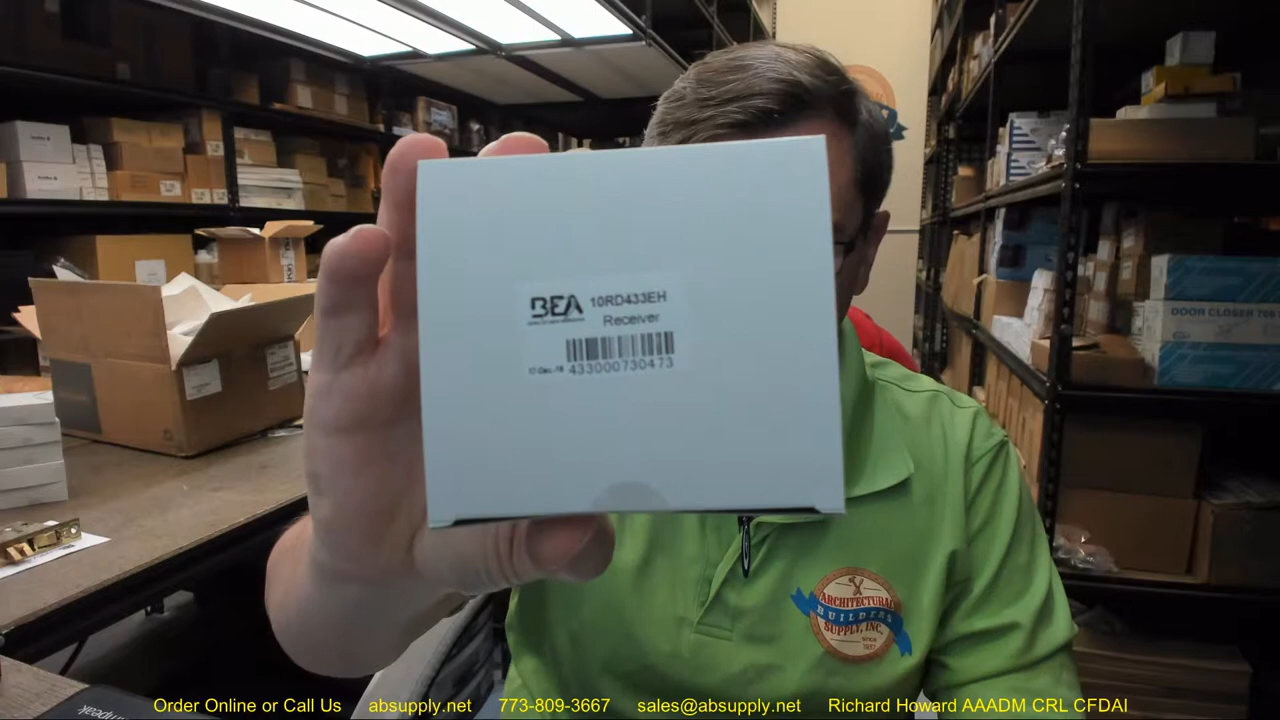 BEA 10RD433EH
Receiver
433000730473
DOOR CLOSER
ARCHITECTURAL
BUILDERS
SUPPLY, INC.
SINCE
Order Online or Call Us absupply.net 773-809-3667 sales@absupply.net Richard Howard AAADM CRL CFDAI